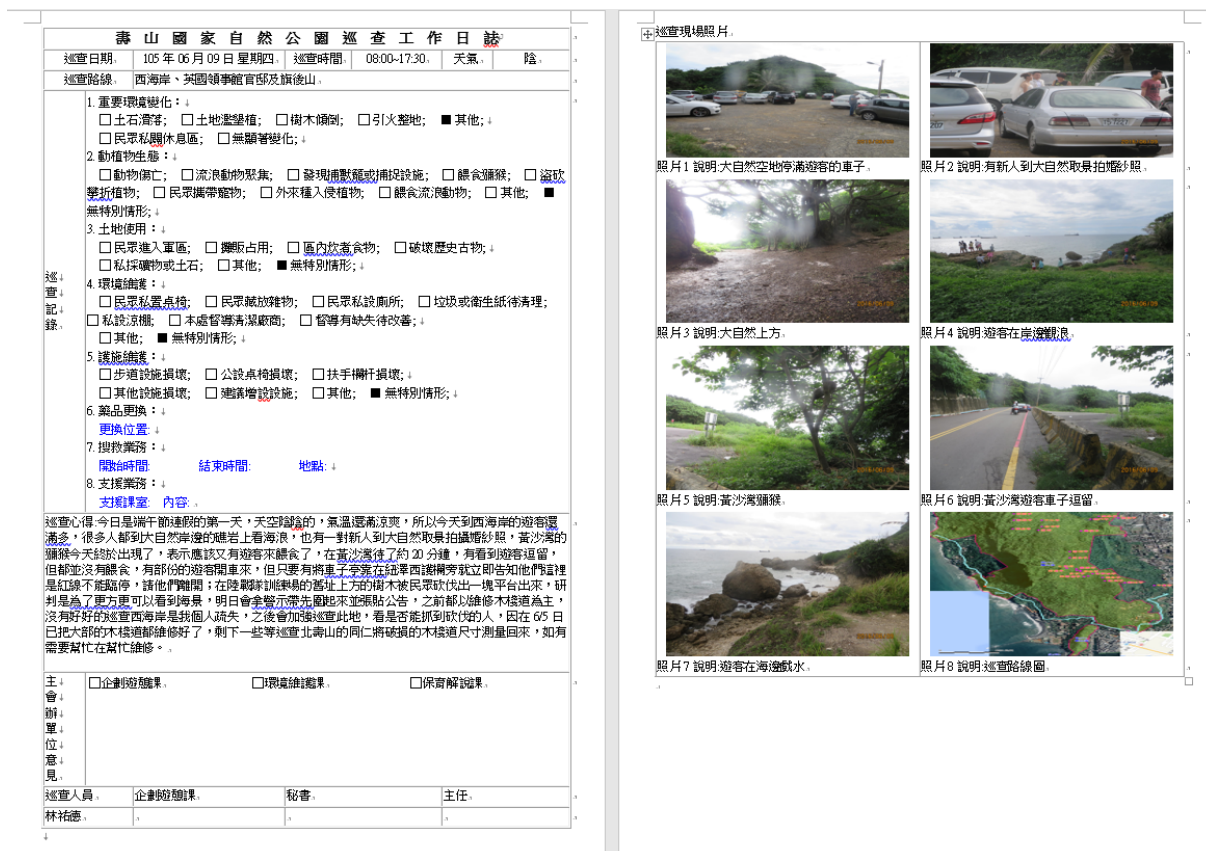 壽山國家自然公園巡查工作日誌
巡查日期 105年06月09日星期四 巡查時間 08:00~17:30 天氣 陰
巡查路線 西海岸、英國領事館官邸及旗後山
巡查記錄
1. 重要環境變化：
□土石滑落; □土地濫墾植; □樹木傾倒; □引火整地; ■其他;
□民眾私闢休息區; □無顯著變化;
2. 動植物生態：
□動物傷亡; □流浪動物聚集; □發現捕獸籠或捕捉設施; □餵食獼猴; □盜砍
攀折植物; □民眾攜帶寵物; □外來種入侵植物; □餵食流浪動物; □其他; ■
無特別情形;
3. 土地使用：
□民眾進入軍區; □攤販占用; □區內炊煮食物; □破壞歷史古物;
□私採礦物或土石; □其他; ■無特別情形;
4. 環境維護：
□民眾私置桌椅; □民眾藏放雜物; □民眾私設廁所; □垃圾或衛生紙待清理;
□私設涼棚; □本處督導清潔廠商; □督導有缺失待改善;
□其他; ■無特別情形;
5. 護施維護：
□步道設施損壞; □公設桌椅損壞; □扶手欄杆損壞;
□其他設施損壞; □建議增設設施; □其他; ■無特別情形;
6. 藥品更換：
更換位置:
7. 搜救業務：
開始時間: 結束時間: 地點:
8. 支援業務：
支援課室: 內容:
巡查心得:今日是端午節連假的第一天，天空陰陰的，氣溫還滿涼爽，所以今天到西海岸的遊客還
滿多，很多人都到大自然岸邊的礁岩上看海浪，也有一對新人到大自然取景拍攝婚紗照，黃沙灣的
獼猴今天終於出現了，表示應該又有遊客來餵食了，在黃沙灣待了約20分鐘，有看到遊客逗留，
但都並沒有餵食，有部份的遊客開車來，但只要有將車子停靠在紐澤西護欄旁就立即告知他們這裡
是紅線不能臨停，請他們離開；在陸戰隊訓練場的舊址上方的樹木被民眾砍伐出一塊平台出來，研
判是為了更方更可以看到海景，明日會拿警示帶先圍起來並張貼公告，之前都以維修木棧道為主，
沒有好好的巡查西海岸是我個人疏失，之後會加強巡查此地，看是否能抓到砍伐的人，因在6/5日
已把大部的木棧道都維修好了，剩下一些等巡查北壽山的同仁將破損的木棧道尺寸測量回來，如有
需要幫忙在幫忙維修。
主會辦單位意見
□企劃遊憩課 □環境維護課 □保育解說課
巡查人員 企劃遊憩課 秘書 主任
林祐德
巡查現場照片
照片1 說明:大自然空地停滿遊客的車子
照片2 說明:有新人到大自然取景拍婚紗照
照片3 說明:大自然上方
照片4 說明:遊客在岸邊觀浪
照片5 說明:黃沙灣獼猴
照片6 說明:黃沙灣遊客車子逗留
照片7 說明:遊客在海邊戲水
照片8 說明:巡查路線圖